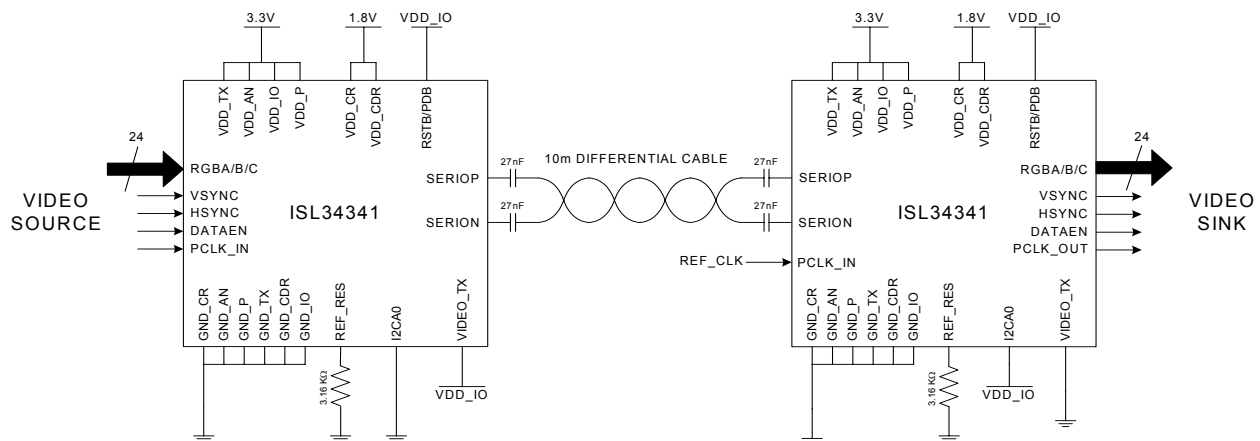 3.3V
1.8V
VDD_IO
VDD_TX
VDD_AN
VDD_IO
VDD_P
VDD_CR
VDD_CDR
RSTB/PDB
24
RGBA/B/C
VIDEO
SOURCE
VSYNC
HSYNC
DATAEN
PCLK_IN
ISL34341
SERIOP
SERION
GND_CR
GND_AN
GND_P
GND_TX
GND_CDR
GND_IO
REF_RES
I2CA0
VIDEO_TX
3.16 KΩ
VDD_IO
27nF
27nF
10m DIFFERENTIAL CABLE
27nF
27nF
REF_CLK
3.3V
1.8V
VDD_IO
VDD_TX
VDD_AN
VDD_IO
VDD_P
VDD_CR
VDD_CDR
RSTB/PDB
SERIOP
SERION
PCLK_IN
ISL34341
RGBA/B/C
24
VSYNC
HSYNC
DATAEN
PCLK_OUT
VIDEO
SINK
GND_CR
GND_AN
GND_P
GND_TX
GND_CDR
GND_IO
REF_RES
I2CA0
VIDEO_TX
3.16 KΩ
VDD_IO